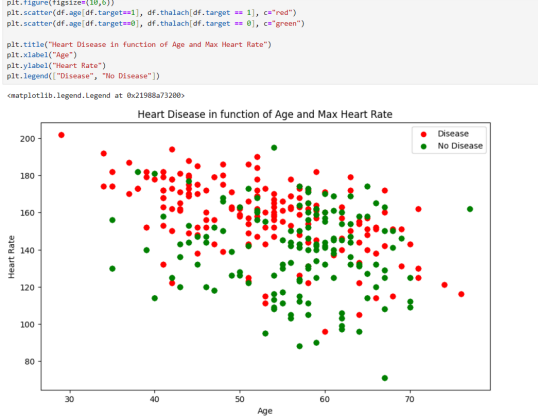 plt.figure(figsize=(10,6))
plt.scatter(df.age[df.target==1], df.thalach[df.target == 1], c="red")
plt.scatter(df.age[df.target==0], df.thalach[df.target == 0], c="green")
plt.title("Heart Disease in function of Age and Max Heart Rate")
plt.xlabel("Age")
plt.ylabel("Heart Rate")
plt.legend(["Disease", "No Disease"])
<matplotlib.legend.Legend at 0x21988a73200>
Heart Disease in function of Age and Max Heart Rate
Disease
No Disease
200
180
160
140
120
100
80
Heart Rate
30 40 50 60 70
Age